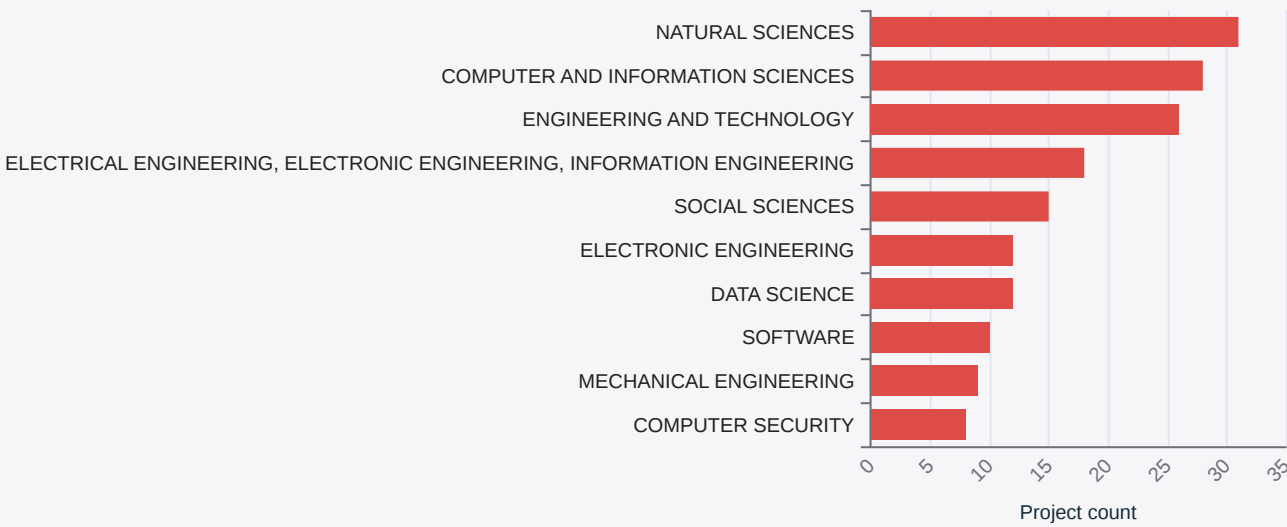 NATURAL SCIENCES
COMPUTER AND INFORMATION SCIENCES
ENGINEERING AND TECHNOLOGY
ELECTRICAL ENGINEERING, ELECTRONIC ENGINEERING, INFORMATION ENGINEERING
SOCIAL SCIENCES
ELECTRONIC ENGINEERING
DATA SCIENCE
SOFTWARE
MECHANICAL ENGINEERING
COMPUTER SECURITY
0 5 10 15 20 25 30 35
Project count